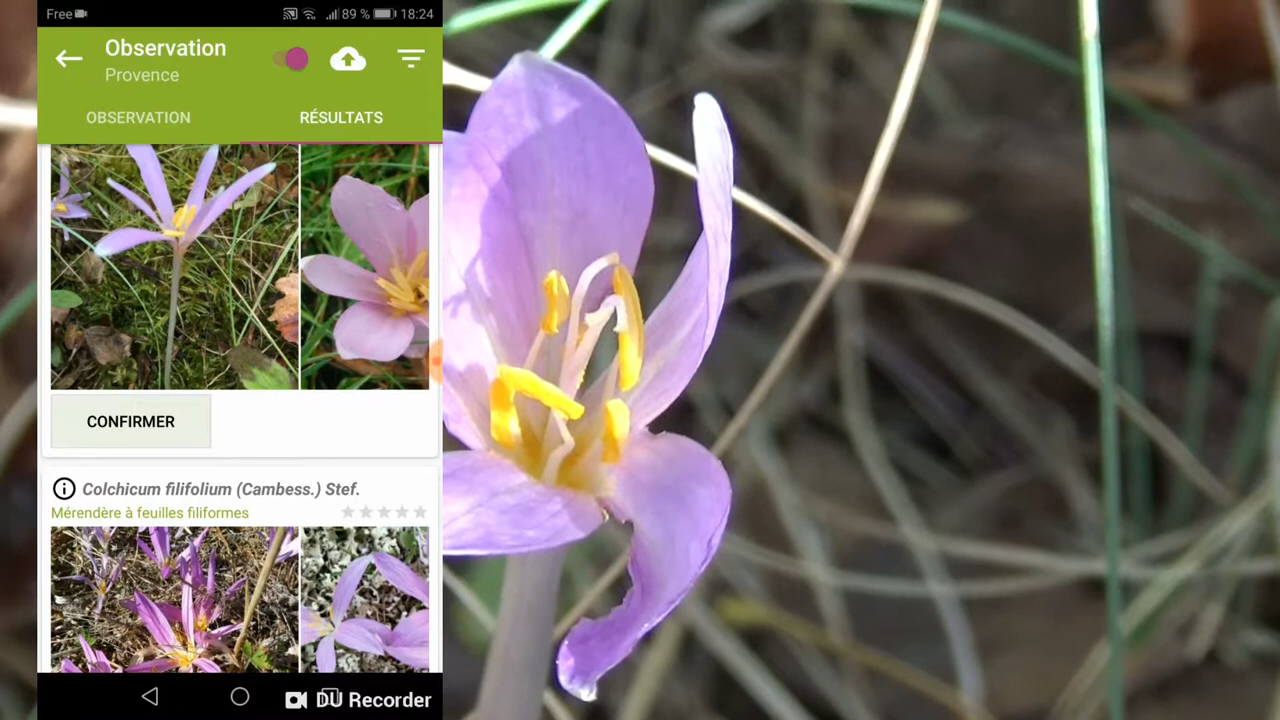 Free 89 % 18:24
Observation
Provence
OBSERVATION RÉSULTATS
CONFIRMER
Colchicum filifolium (Cambess.) Stef.
Mérendère à feuilles filiformes
DU Recorder